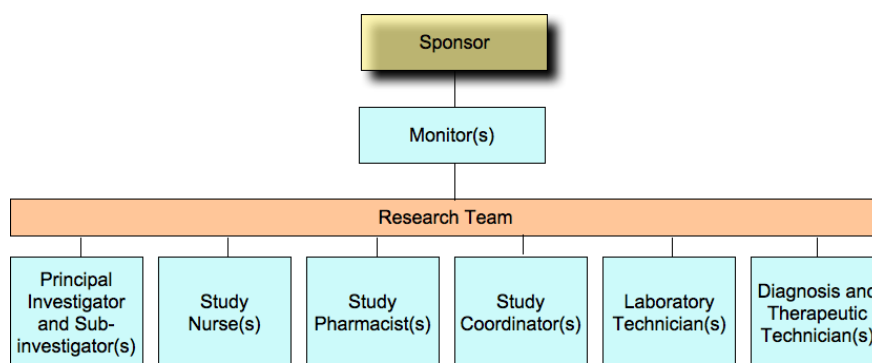 Sponsor
Monitor(s)
Research Team
Principal
Investigator
and Sub-
investigator(s)
Study
Nurse(s)
Study
Pharmacist(s)
Study
Coordinator(s)
Laboratory
Technician(s)
Diagnosis and
Therapeutic
Technician(s)